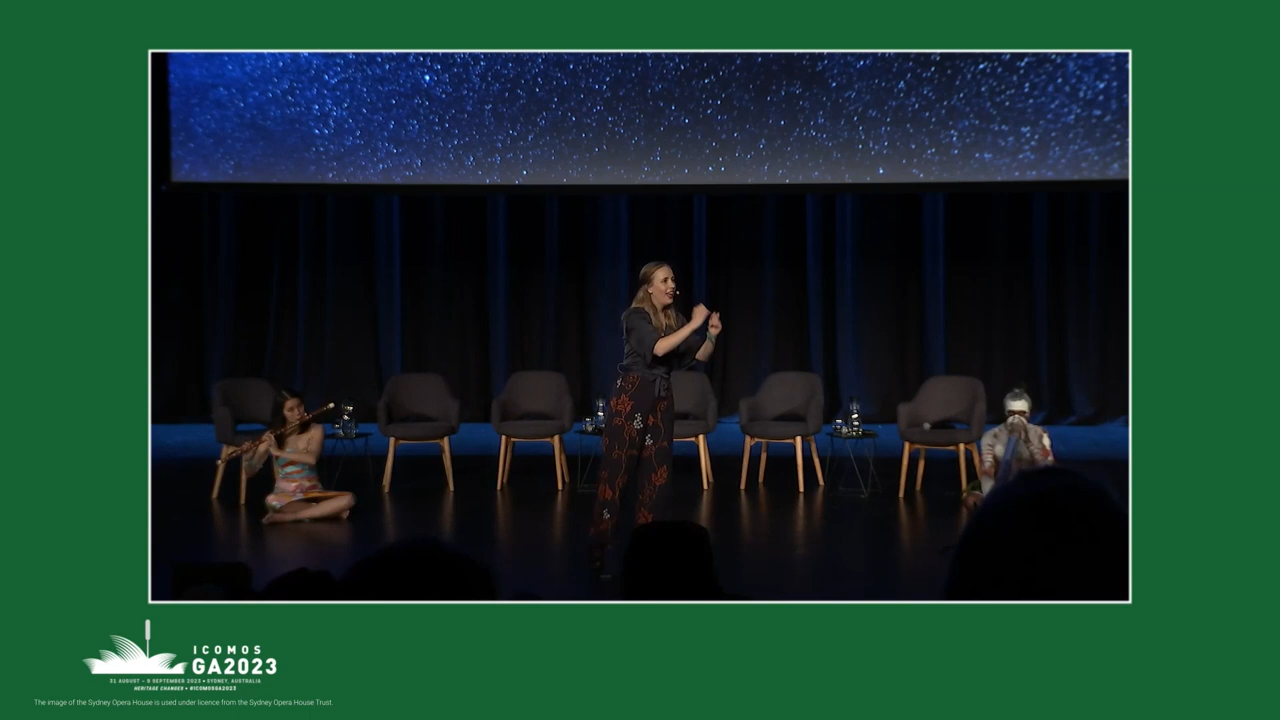 ICOMOS
GA2023
31 AUGUST – 9 SEPTEMBER 2023 • SYDNEY, AUSTRALIA
HERITAGE CHANGES • #ICOMOSGA2023
The image of the Sydney Opera House is used under licence from the Sydney Opera House Trust.